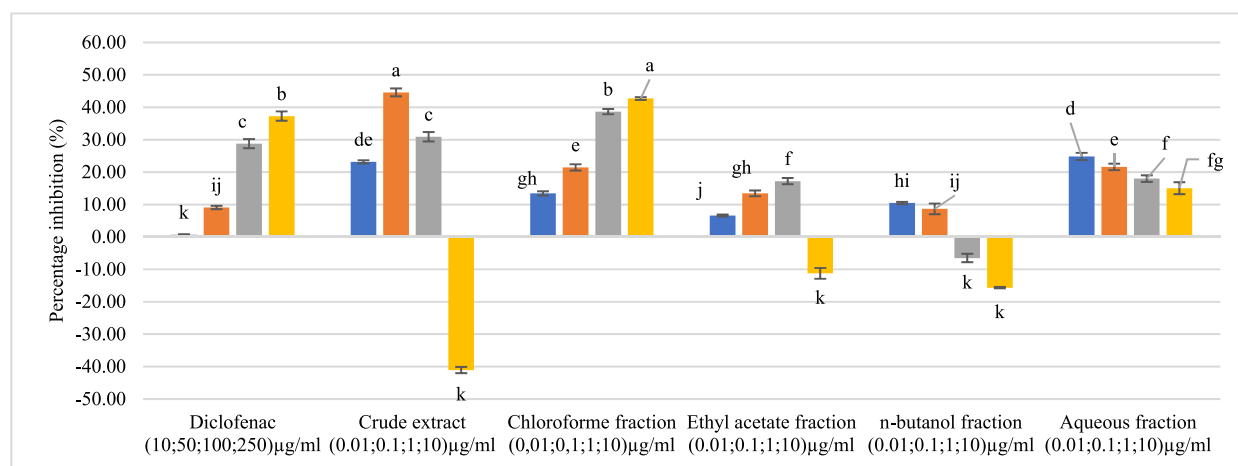 60.00
50.00
40.00
30.00
20.00
10.00
0.00
-10.00
-20.00
-30.00
-40.00
-50.00
Percentage inhibition (%)
k
ij
c
b
de
a
c
k
gh
e
b
a
j
gh
f
k
hi
ij
k
k
d
e
f
fg
Diclofenac
(10;50;100;250)µg/ml
Crude extract
(0.01;0.1;1;10)µg/ml
Chloroforme fraction
(0,01;0,1;1;10)µg/ml
Ethyl acetate fraction
(0.01;0.1;1;10)µg/ml
n-butanol fraction
(0.01;0.1;1;10)µg/ml
Aqueous fraction
(0.01;0.1;1;10)µg/ml